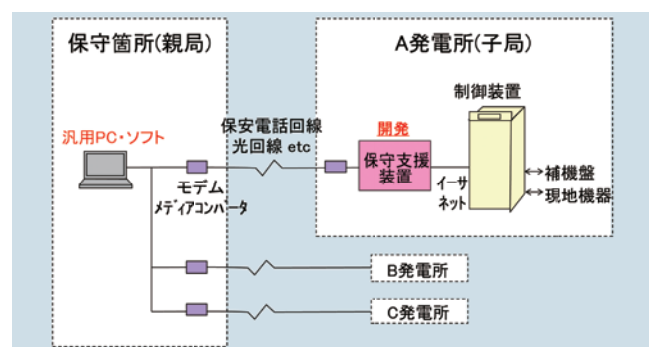 保守箇所(親局)
A発電所(子局)
制御装置
汎用PC・ソフト
保安電話回線
光回線 etc
開発
保守支援
装置
イーサ
ネット
補機盤
現地機器
モデム
メディアコンバータ
B発電所
C発電所